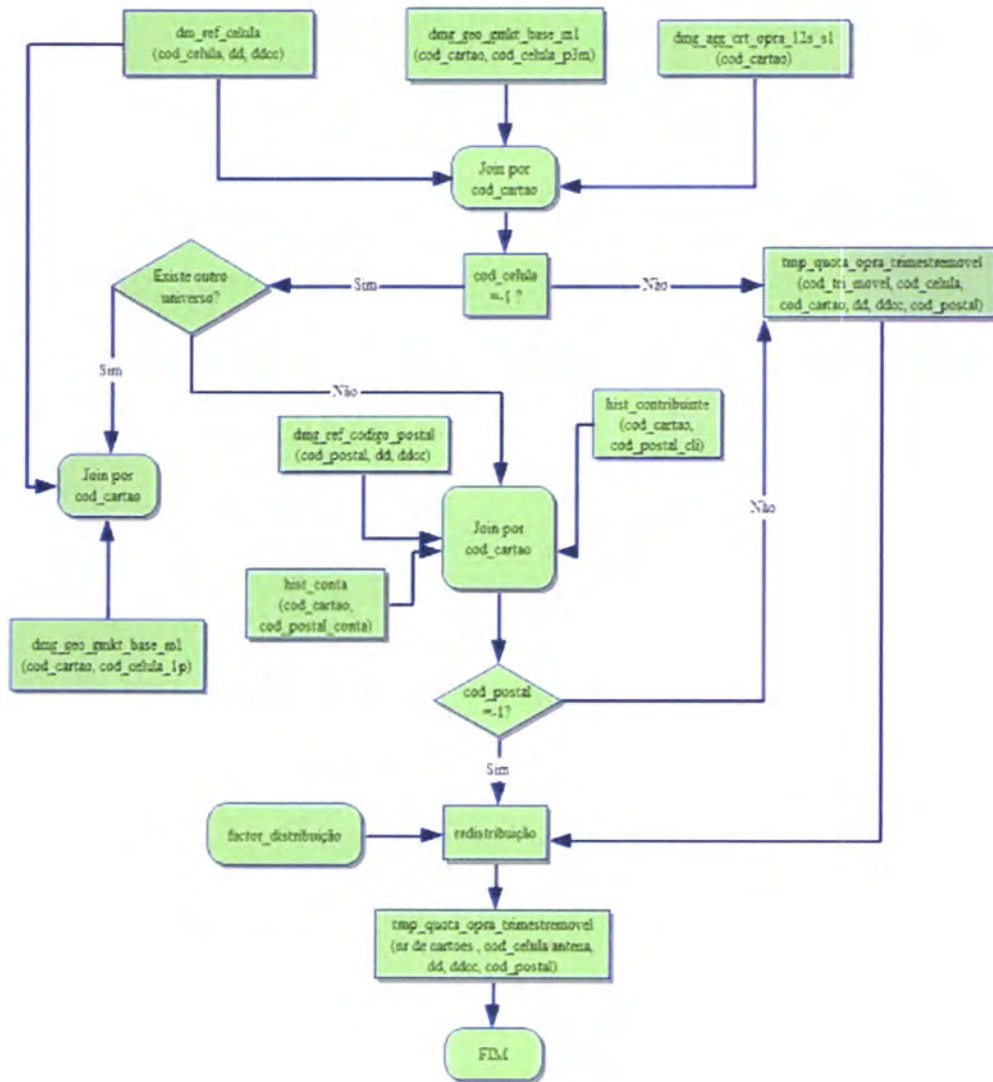 dm_ref_celula
(cod_celula, dd, ddcc)
dmg_geo_gmkt_base_m1
(cod_cartao, cod_celula_p3m)
dmg_agg_crt_opra_12s_s1
(cod_cartao)
Join por
cod_cartao
Existe outro
universo?
Sim
cod_celula
=-1 ?
Não
tmp_quota_opra_trimestremovel
(cod_tri_movel, cod_celula,
cod_cartao, dd, ddcc, cod_postal)
Sim
Não
hist_contribuinte
(cod_cartao,
cod_postal_cli)
dmg_ref_codigo_postal
(cod_postal, dd, ddcc)
Join por
cod_cartao
Não
Join por
cod_cartao
hist_conta
(cod_cartao,
cod_postal_conta)
dmg_geo_gmkt_base_m1
(cod_cartao, cod_celula_1p)
cod_postal
=-1?
Sim
factor_distribuição
redistribuição
tmp_quota_opra_trimestremovel
(nr de cartoes , cod_celula antena,
dd, ddcc, cod_postal)
FIM